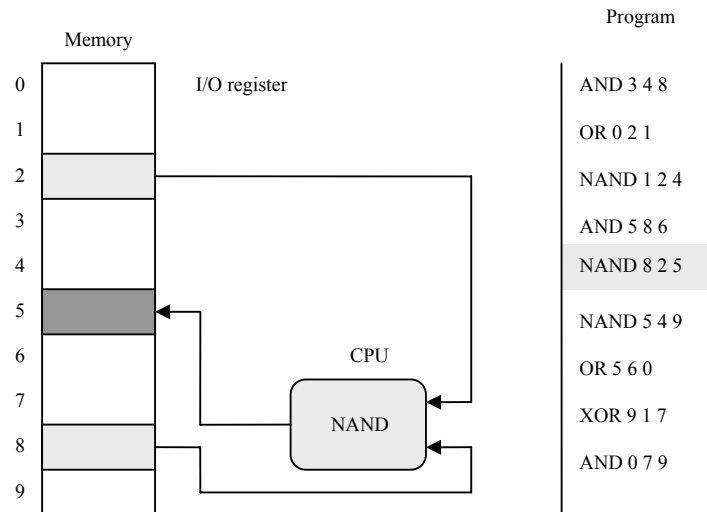 Program
Memory
0
I/O register
AND 3 4 8
1
OR 0 2 1
2
NAND 1 2 4
3
AND 5 8 6
4
NAND 8 2 5
5
NAND 5 4 9
6
CPU
OR 5 6 0
7
NAND
XOR 9 1 7
8
AND 0 7 9
9